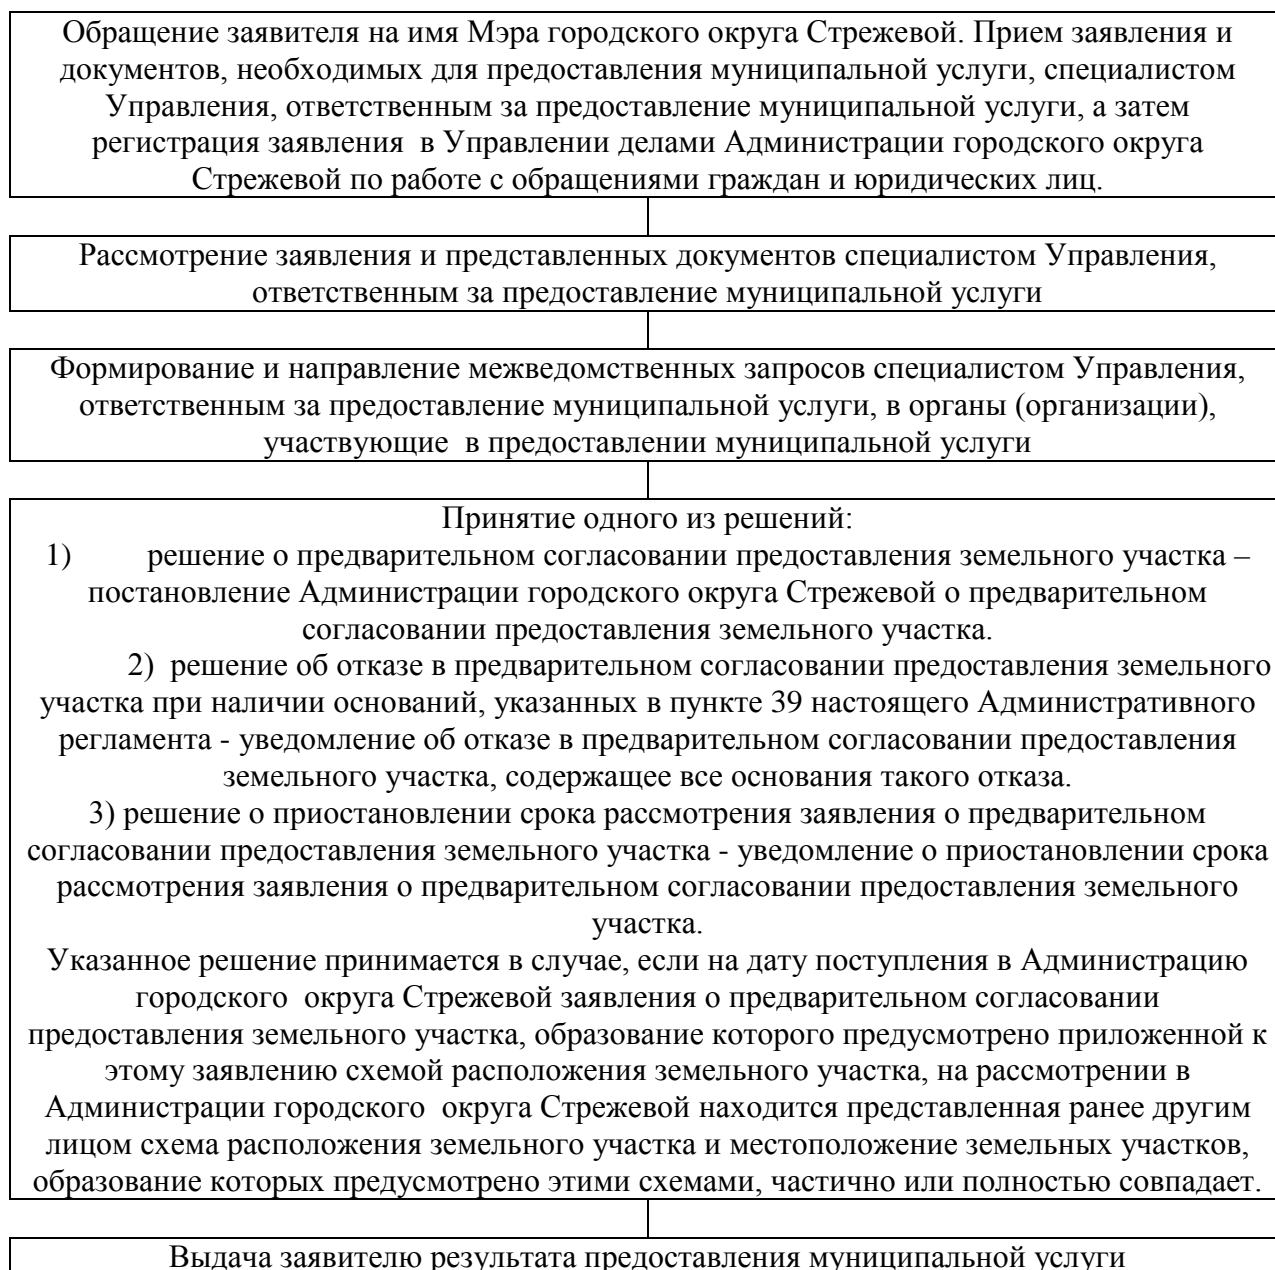 Обращение заявителя на имя Мэра городского округа Стрежевой. Прием заявления и
документов, необходимых для предоставления муниципальной услуги, специалистом
Управления, ответственным за предоставление муниципальной услуги, а затем
регистрация заявления в Управлении делами Администрации городского округа
Стрежевой по работе с обращениями граждан и юридических лиц.
Рассмотрение заявления и представленных документов специалистом Управления,
ответственным за предоставление муниципальной услуги
Формирование и направление межведомственных запросов специалистом Управления,
ответственным за предоставление муниципальной услуги, в органы (организации),
участвующие в предоставлении муниципальной услуги
Принятие одного из решений:
1) решение о предварительном согласовании предоставления земельного участка –
постановление Администрации городского округа Стрежевой о предварительном
согласовании предоставления земельного участка.
2) решение об отказе в предварительном согласовании предоставления земельного
участка при наличии оснований, указанных в пункте 39 настоящего Административного
регламента - уведомление об отказе в предварительном согласовании предоставления
земельного участка, содержащее все основания такого отказа.
3) решение о приостановлении срока рассмотрения заявления о предварительном
согласовании предоставления земельного участка - уведомление о приостановлении срока
рассмотрения заявления о предварительном согласовании предоставления земельного
участка.
Указанное решение принимается в случае, если на дату поступления в Администрацию
городского округа Стрежевой заявления о предварительном согласовании
предоставления земельного участка, образование которого предусмотрено приложенной к
этому заявлению схемой расположения земельного участка, на рассмотрении в
Администрации городского округа Стрежевой находится представленная ранее другим
лицом схема расположения земельного участка и местоположение земельных участков,
образование которых предусмотрено этими схемами, частично или полностью совпадает.
Выдача заявителю результата предоставления муниципальной услуги